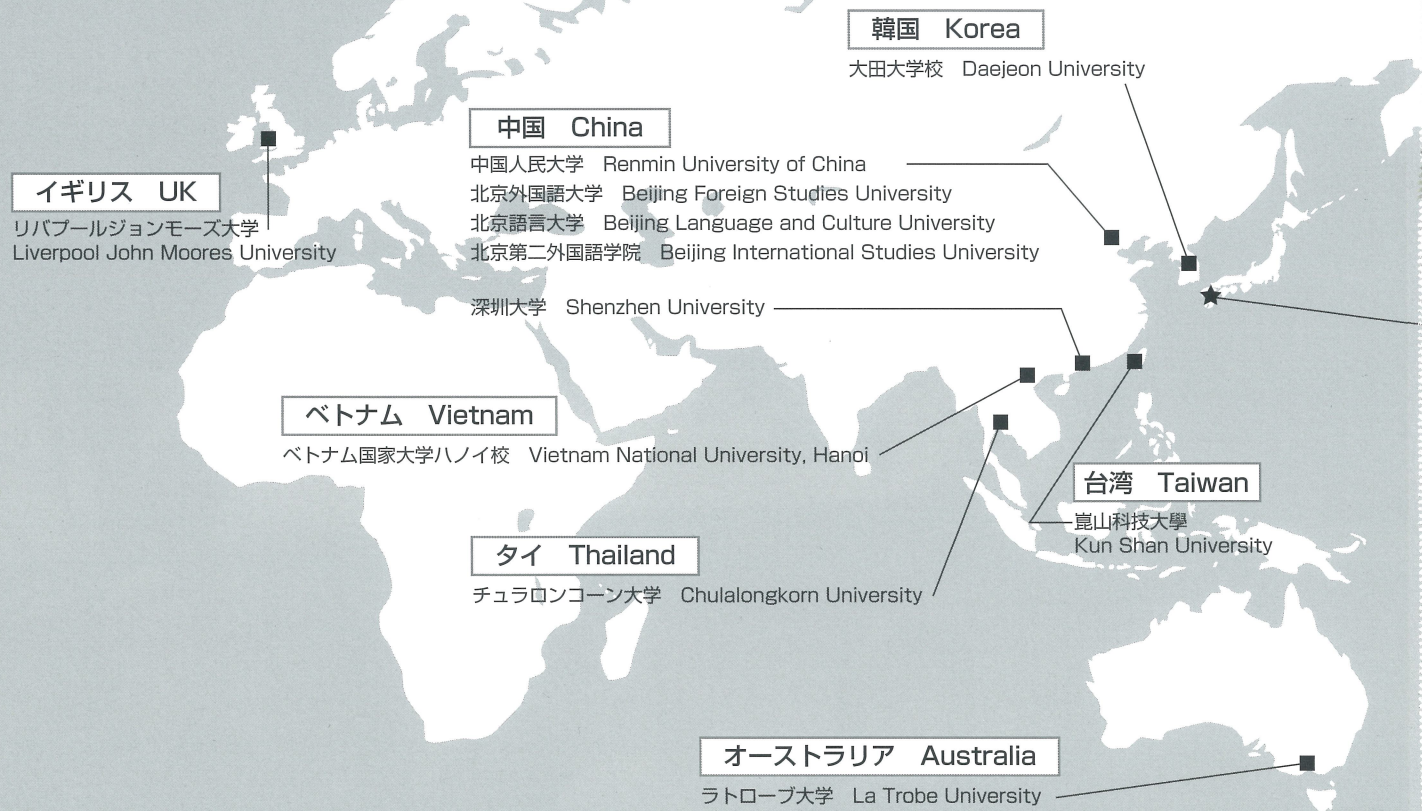 韓国　Korea
大田大学校　Daejeon University
中国　China
中国人民大学　Renmin University of China
北京外国語大学　Beijing Foreign Studies University
北京語言大学　Beijing Language and Culture University
北京第二外国語学院　Beijing International Studies University
深圳大学　Shenzhen University
イギリス　UK
リバプールジョンモーズ大学
Liverpool John Moores University
ベトナム　Vietnam
ベトナム国家大学ハノイ校　Vietnam National University, Hanoi
台湾　Taiwan
崑山科技大學
Kun Shan University
タイ　Thailand
チュラロンコーン大学　Chulalongkorn University
オーストラリア　Australia
ラトローブ大学　La Trobe University